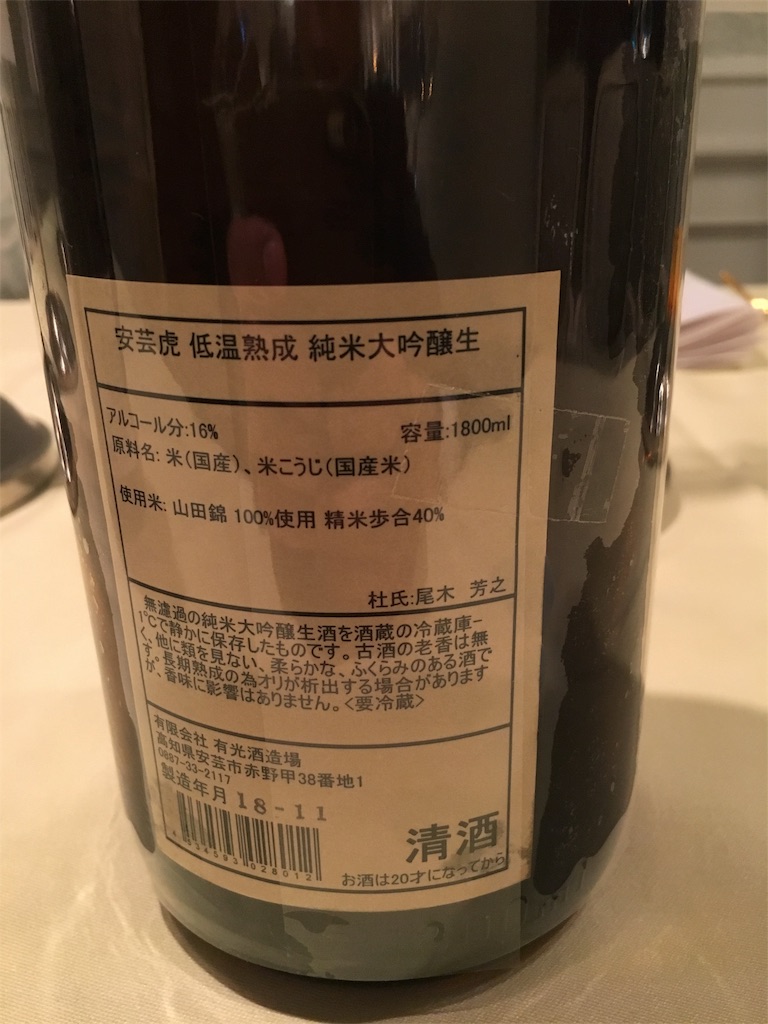 安芸虎 低温熟成 純米大吟醸生
アルコール分:16% 容量:1800ml
原料名: 米(国産)、米こうじ(国産米)
使用米: 山田錦 100%使用 精米歩合40%
杜氏:尾木 芳之
無濾過の純米大吟醸生酒を酒蔵の冷蔵庫-
1℃で静かに保存したものです。古酒の老香は無
く、他に類を見ない、柔らかな、ふくらみのある酒で
す。長期熟成の為オリが析出する場合があります
が、香味に影響はありません。<要冷蔵>
有限会社 有光酒造場
高知県安芸市赤野甲38番地1
0887-33-2117
製造年月 18-11
4 534593 028012
清酒
お酒は20才になってから